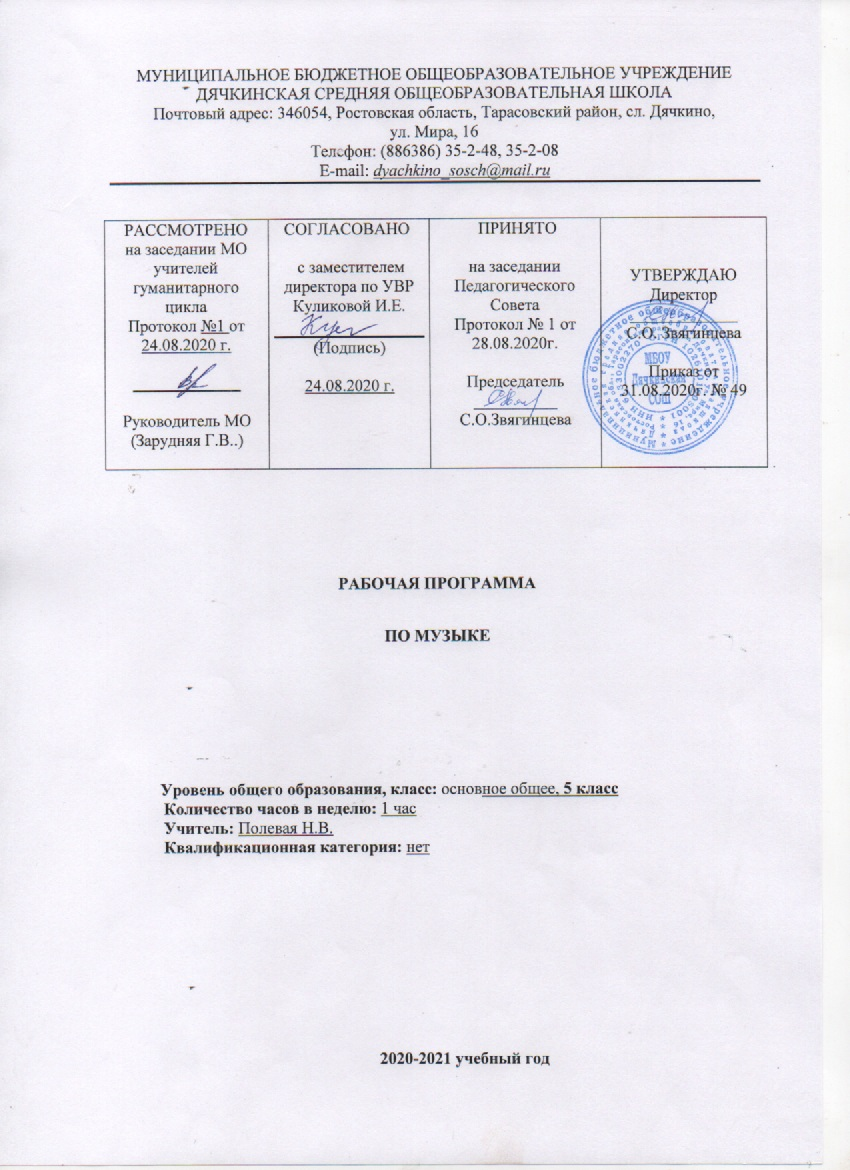 МУНИЦИПАЛЬНОЕ БЮДЖЕТНОЕ ОБЩЕОБРАЗОВАТЕЛЬНОЕ УЧРЕЖДЕНИЕ
ДЯЧКИНСКАЯ СРЕДНЯЯ ОБЩЕОБРАЗОВАТЕЛЬНАЯ ШКОЛА
Почтовый адрес: 346054, Ростовская область, Тарасовский район, сл. Дячкино,
ул. Мира, 16
Телефон: (886386) 35-2-48, 35-2-08
E-mail: dyachkino_sosch@mail.ru
РАССМОТРЕНО
на заседании МО
учителей
гуманитарного
цикла
Протокол №1 от
24.08.2020 г.
Руководитель МО
(Зарудняя Г.В..)
СОГЛАСОВАНО
с заместителем
директора по УВР
Куликовой И.Е.
(Подпись)
24.08.2020 г.
ПРИНЯТО
на заседании
Педагогического
Совета
Протокол № 1 от
28.08.2020г.
Председатель
С.О.Звягинцева
УТВЕРЖДАЮ
Директор
С.О. Звягинцева
Приказ от
31.08.2020г. № 49
МБОУ
Дячкинская
СОШ
РАБОЧАЯ ПРОГРАММА
ПО МУЗЫКЕ
Уровень общего образования, класс: основное общее, 5 класс
Количество часов в неделю: 1 час
Учитель: Полевая Н.В.
Квалификационная категория: нет
2020-2021 учебный год